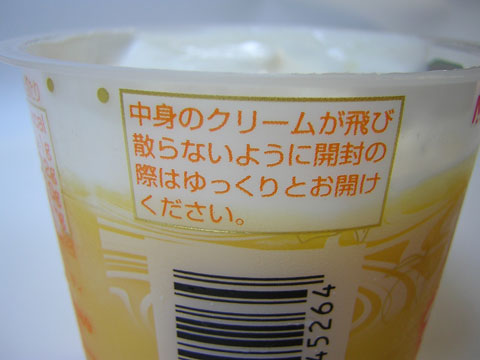 中身のクリームが飛び
散らないように開封の
際はゆっくりとお開け
ください。
45264